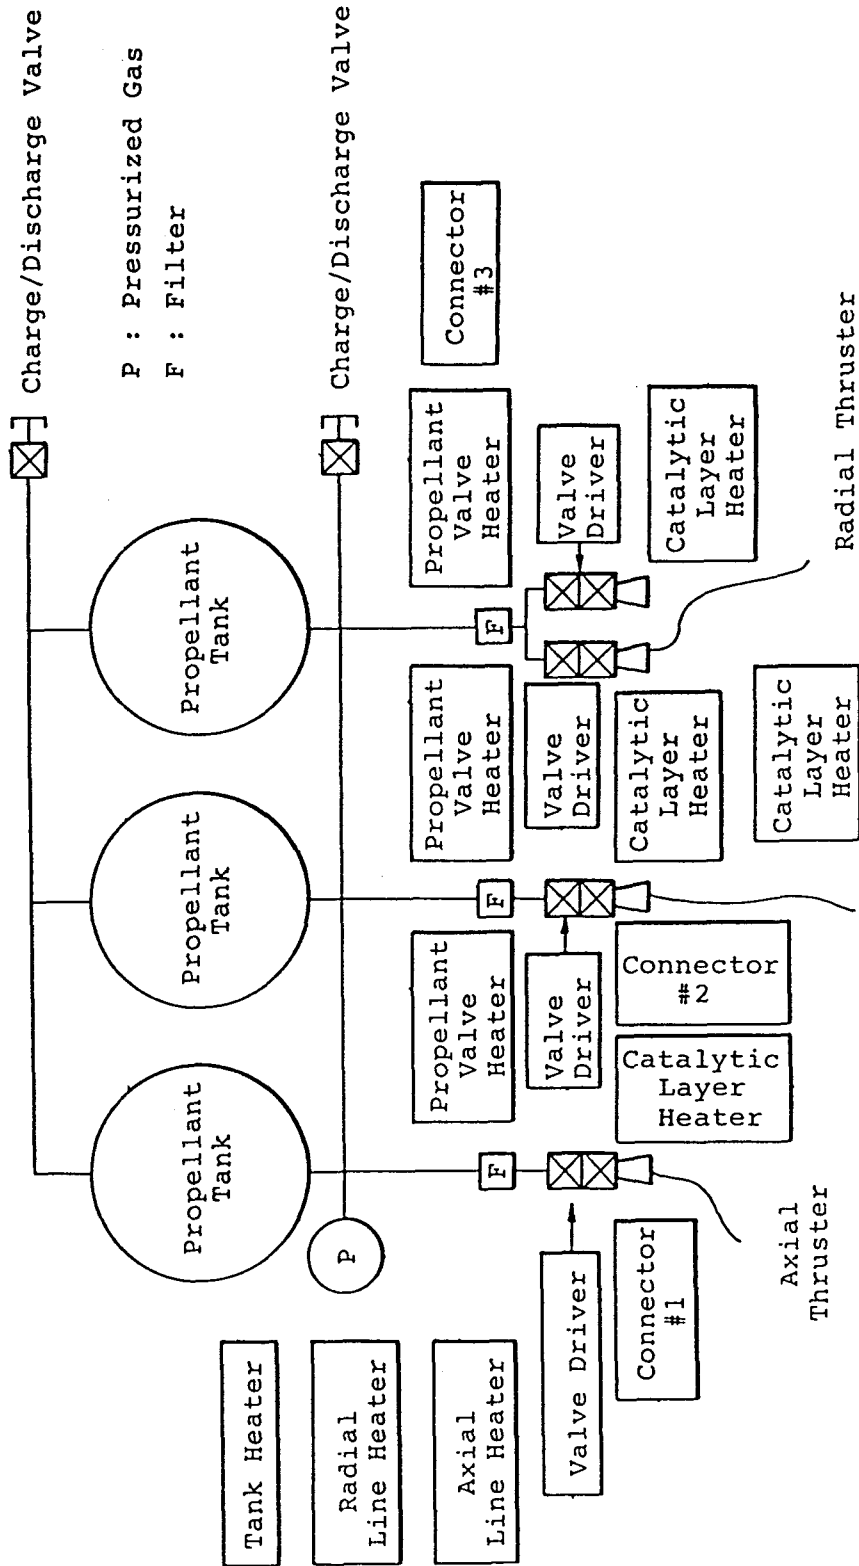 Charge/Discharge Valve
P : Pressurized Gas
F : Filter
Propellant
Tank
Propellant
Tank
Propellant
Tank
Charge/Discharge Valve
P
Tank Heater
Radial
Line Heater
Axial
Line Heater
Propellant
Valve
Heater
Propellant
Valve
Heater
Propellant
Valve
Heater
Connector
#3
F
F
F
Valve Driver
Valve
Driver
Valve
Driver
Valve
Driver
Connector
#1
Catalytic
Layer
Heater
Connector
#2
Catalytic
Layer
Heater
Catalytic
Layer
Heater
Axial
Thruster
Catalytic
Layer
Heater
Radial Thruster